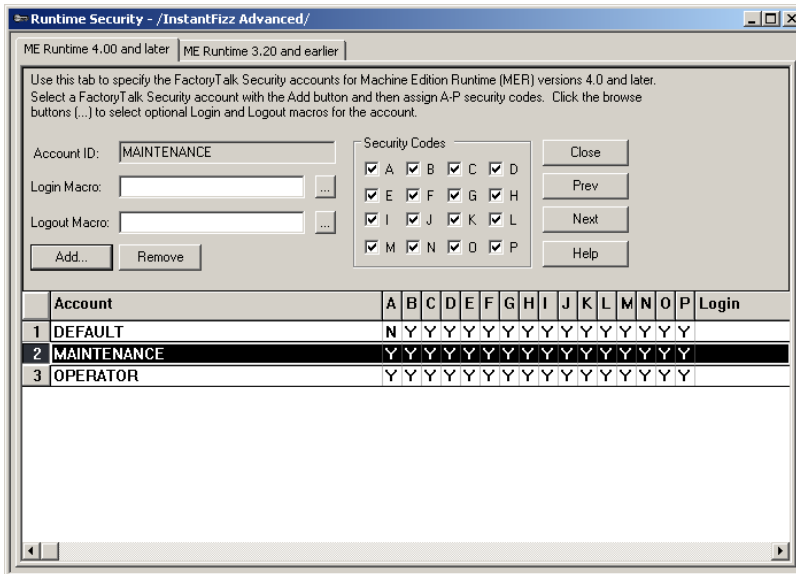 Runtime Security - /InstantFizz Advanced/
ME Runtime 4.00 and later ME Runtime 3.20 and earlier
Use this tab to specify the FactoryTalk Security accounts for Machine Edition Runtime (MER) versions 4.0 and later.
Select a FactoryTalk Security account with the Add button and then assign A-P security codes. Click the browse
buttons (...) to select optional Login and Logout macros for the account.
Account ID: MAINTENANCE
Login Macro: ...
Logout Macro: ...
Add... Remove
Security Codes
A B C D
E F G H
I J K L
M N O P
Close
Prev
Next
Help
Account A B C D E F G H I J K L M N O P Login
1 DEFAULT N Y Y Y Y Y Y Y Y Y Y Y Y Y Y Y
2 MAINTENANCE Y Y Y Y Y Y Y Y Y Y Y Y Y Y Y Y
3 OPERATOR Y Y Y Y Y Y Y Y Y Y Y Y Y Y Y Y